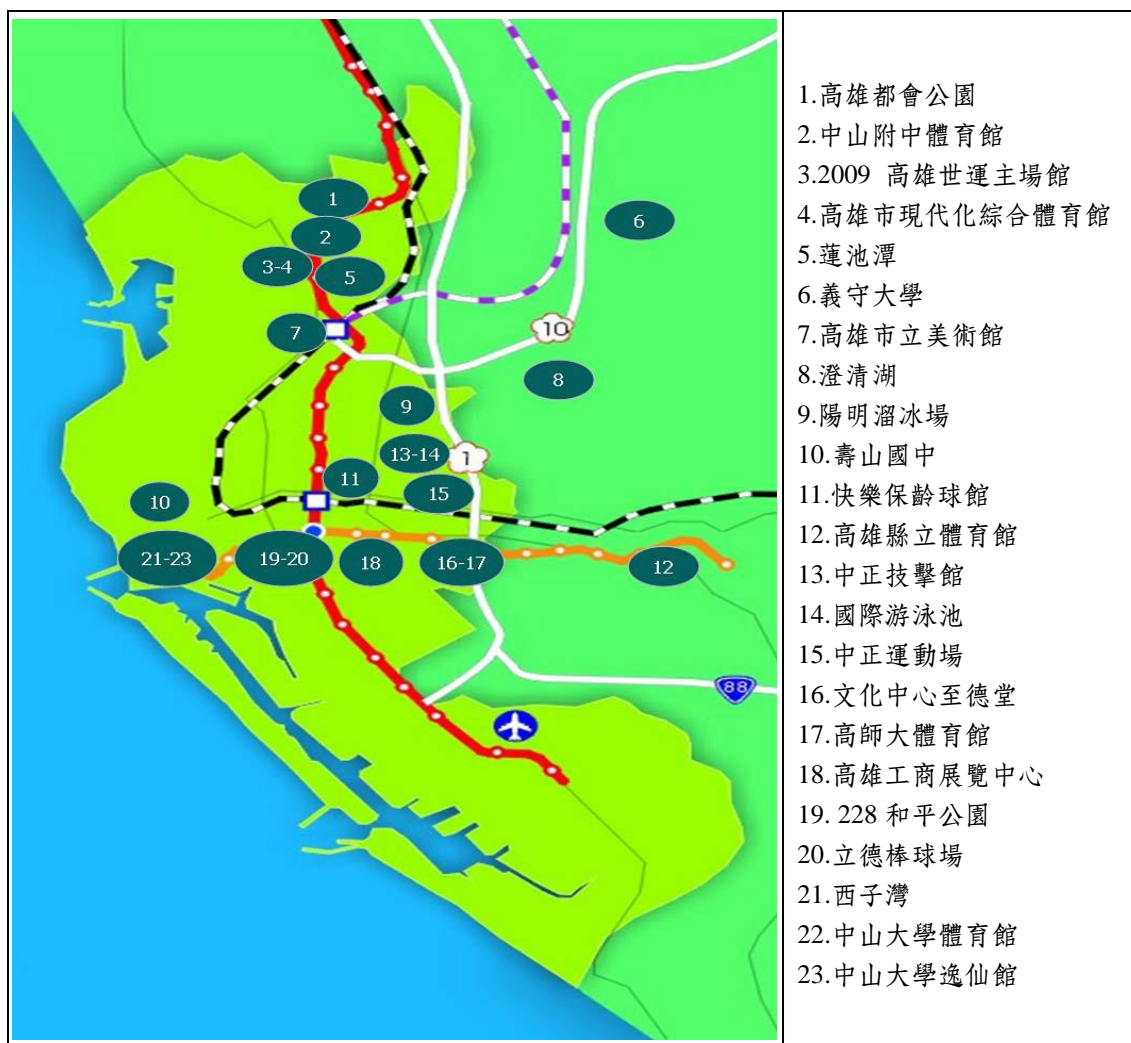 1
2
3-4
5
6
7
10
8
9
13-14
1
11
15
10
21-23
19-20
18
16-17
12
88
1.高雄都會公園
2.中山附中體育館
3.2009 高雄世運主場館
4.高雄市現代化綜合體育館
5.蓮池潭
6.義守大學
7.高雄市立美術館
8.澄清湖
9.陽明溜冰場
10.壽山國中
11.快樂保齡球館
12.高雄縣立體育館
13.中正技擊館
14.國際游泳池
15.中正運動場
16.文化中心至德堂
17.高師大體育館
18.高雄工商展覽中心
19. 228 和平公園
20.立德棒球場
21.西子灣
22.中山大學體育館
23.中山大學逸仙館